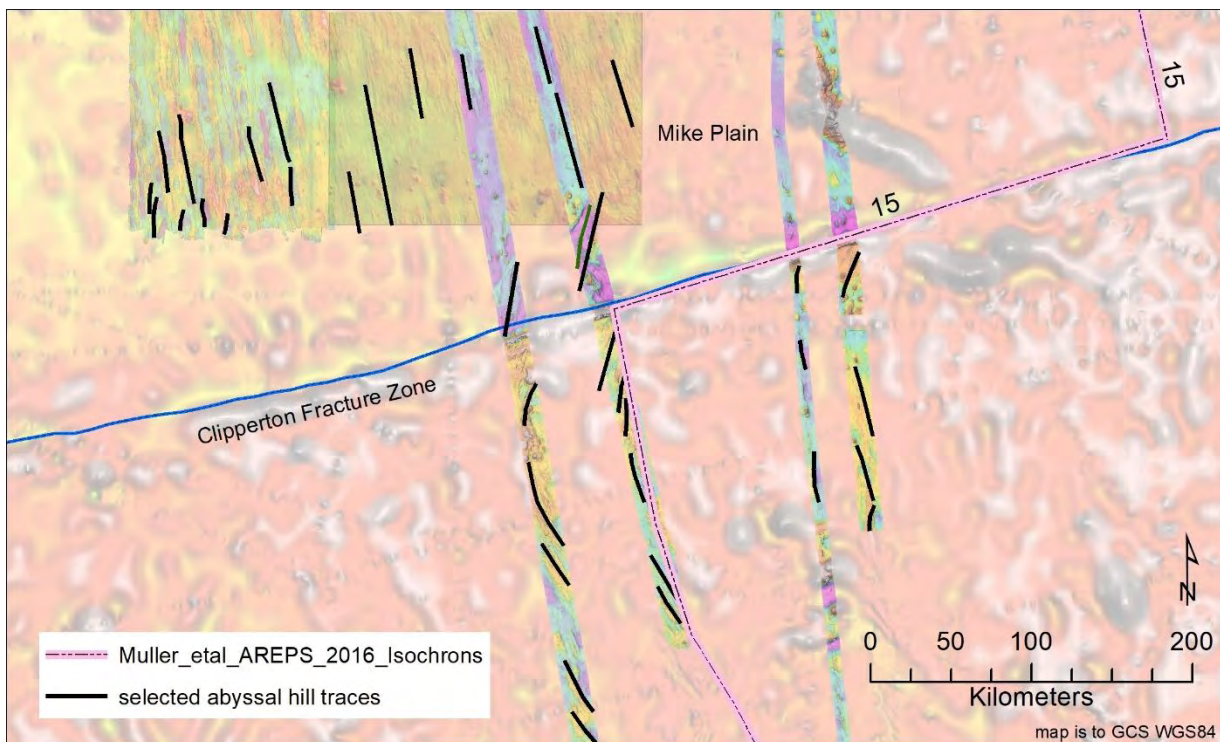 15
Mike Plain
15
Clipperton Fracture Zone
N
0 50 100 200
Kilometers
Muller_etal_AREPS_2016_Isochrons
selected abyssal hill traces
map is to GCS WGS84